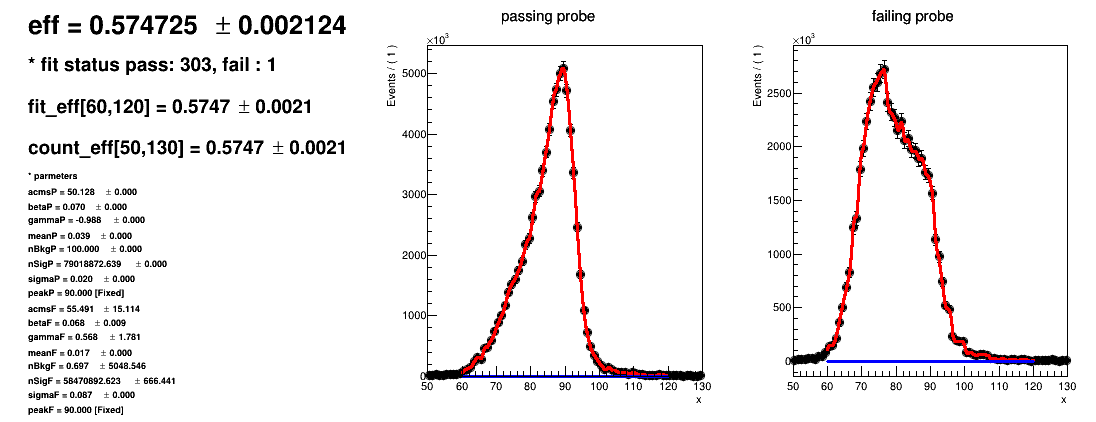 eff = 0.574725 ± 0.002124
* fit status pass: 303, fail : 1
fit_eff[60,120] = 0.5747 ± 0.0021
count_eff[50,130] = 0.5747 ± 0.0021
* parmeters
acmsP = 50.128 ± 0.000
betaP = 0.070 ± 0.000
gammaP = -0.988 ± 0.000
meanP = 0.039 ± 0.000
nBkgP = 100.000 ± 0.000
nSigP = 79018872.639 ± 0.000
sigmaP = 0.020 ± 0.000
peakP = 90.000 [Fixed]
acmsF = 55.491 ± 15.114
betaF = 0.068 ± 0.009
gammaF = 0.568 ± 1.781
meanF = 0.017 ± 0.000
nBkgF = 0.697 ± 5048.546
nSigF = 58470892.623 ± 666.441
sigmaF = 0.087 ± 0.000
peakF = 90.000 [Fixed]
passing probe
×10³
Events / ( 1 )
5000
4000
3000
2000
1000
0
50 60 70 80 90 100 110 120 130
x
failing probe
×10³
Events / ( 1 )
2500
2000
1500
1000
500
0
50 60 70 80 90 100 110 120 130
x